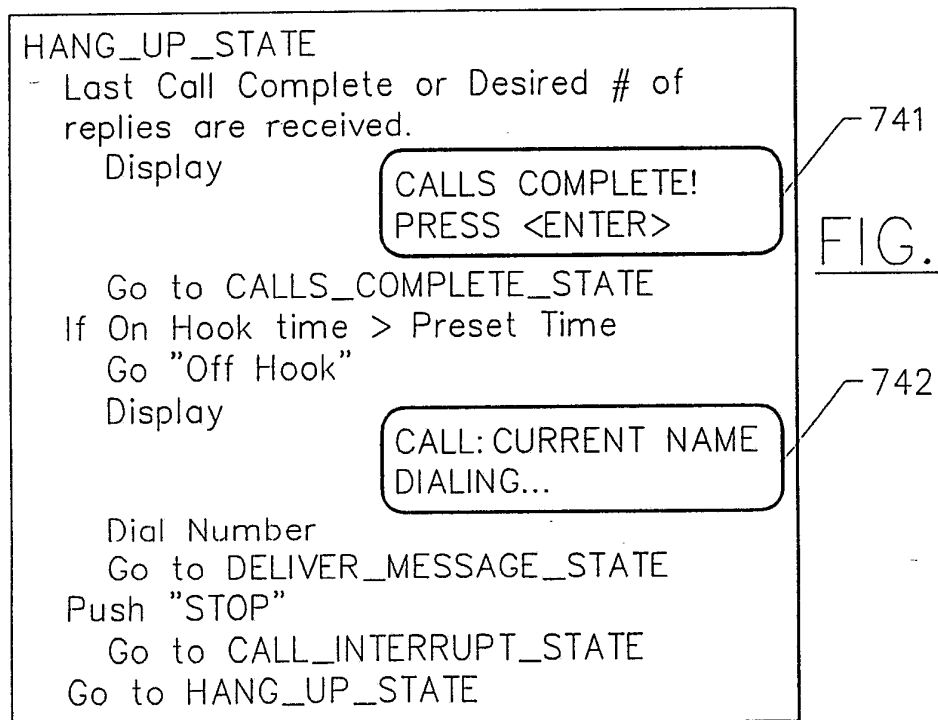 HANG_UP_STATE
Last Call Complete or Desired # of
replies are received.
Display
CALLS COMPLETE!
PRESS <ENTER>
741
FIG.
Go to CALLS_COMPLETE_STATE
If On Hook time > Preset Time
Go "Off Hook"
Display
CALL: CURRENT NAME
DIALING...
742
Dial Number
Go to DELIVER_MESSAGE_STATE
Push "STOP"
Go to CALL_INTERRUPT_STATE
Go to HANG_UP_STATE